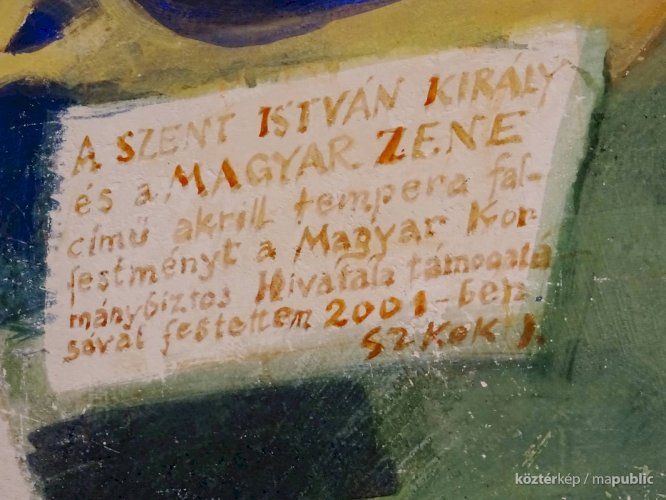 A SZENT ISTVÁN KIRÁLY
és a MAGYAR ZENE
című akrill tempera fal-
festményt a Magyar Kor
mánybiztos Hivatala támogatá-
sával festettem 2001-ben
SZKOK I.
köztérkép / mapublic